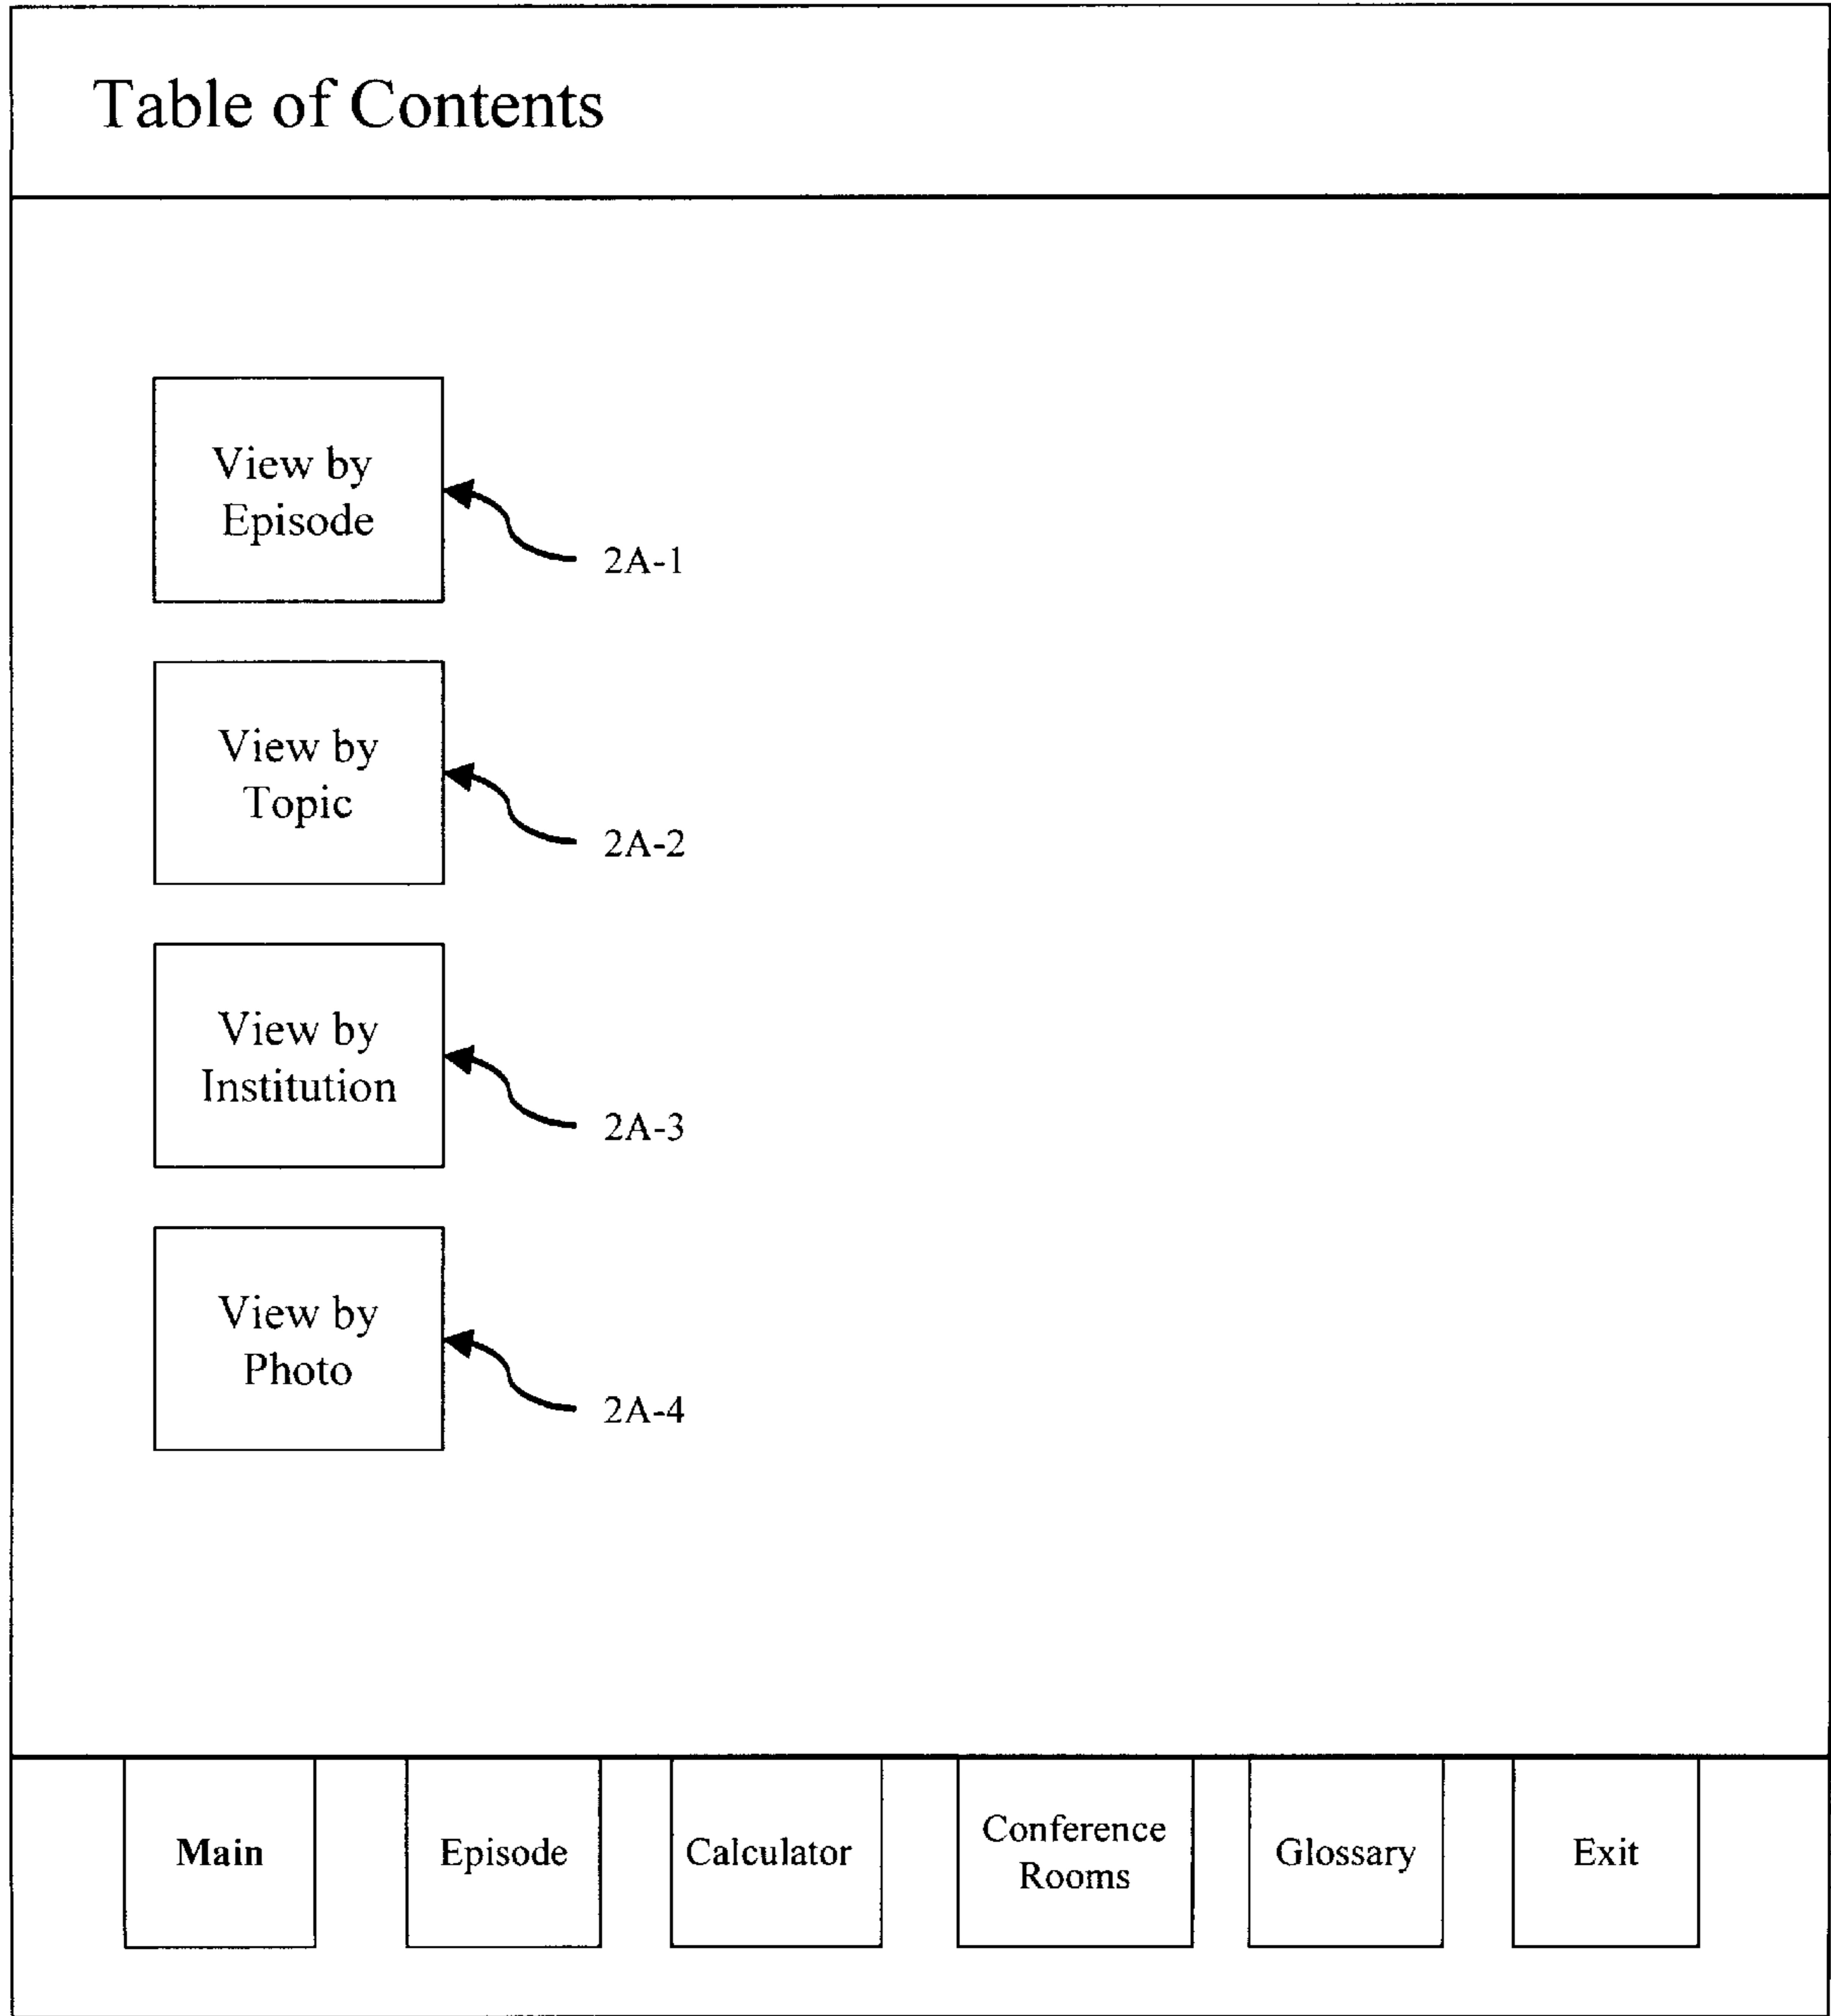 Table of Contents
View by
Episode
2A-1
View by
Topic
2A-2
View by
Institution
2A-3
View by
Photo
2A-4
Main
Episode
Calculator
Conference
Rooms
Glossary
Exit